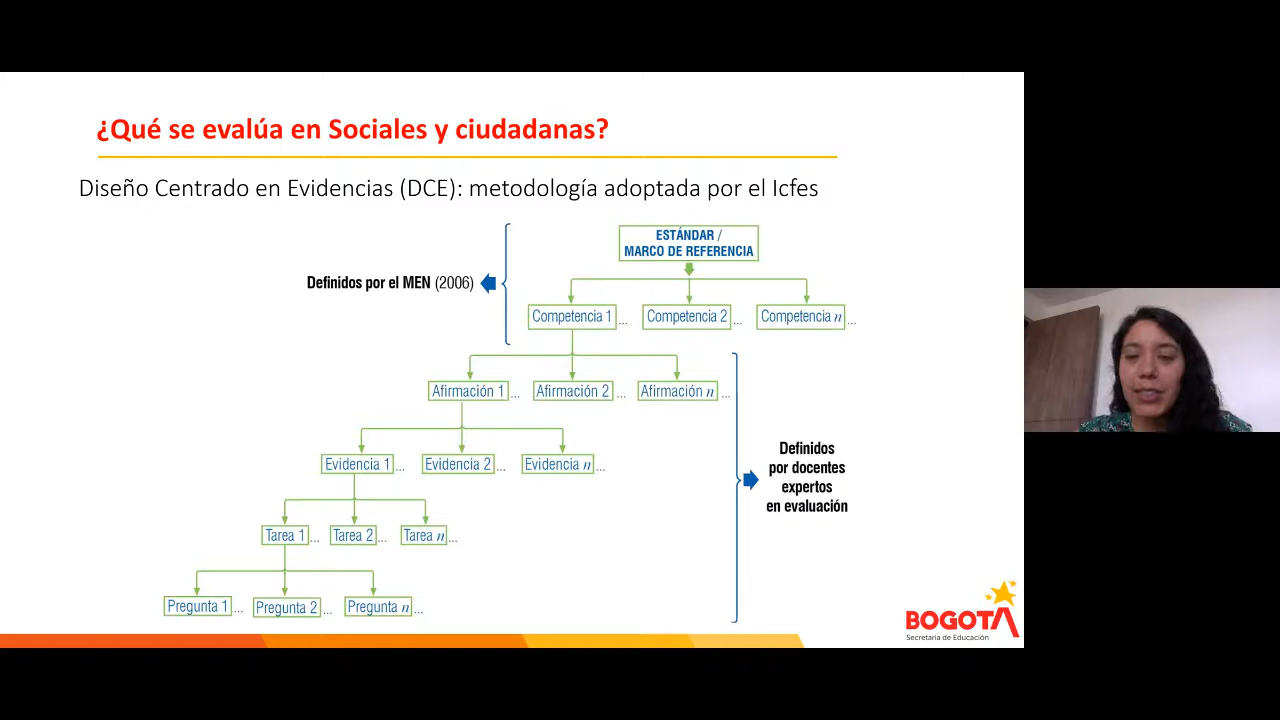 ¿Qué se evalúa en Sociales y ciudadanas?
Diseño Centrado en Evidencias (DCE): metodología adoptada por el Icfes
ESTÁNDAR /
MARCO DE REFERENCIA
Definidos por el MEN (2006)
Competencia 1 ... Competencia 2 ... Competencia n ...
Afirmación 1 ... Afirmación 2 ... Afirmación n ...
Evidencia 1 ... Evidencia 2 ... Evidencia n ...
Definidos
por docentes
expertos
en evaluación
Tarea 1 ... Tarea 2 ... Tarea n ...
Pregunta 1 ... Pregunta 2 ... Pregunta n ...
BOGOTA
Secretaría de Educación